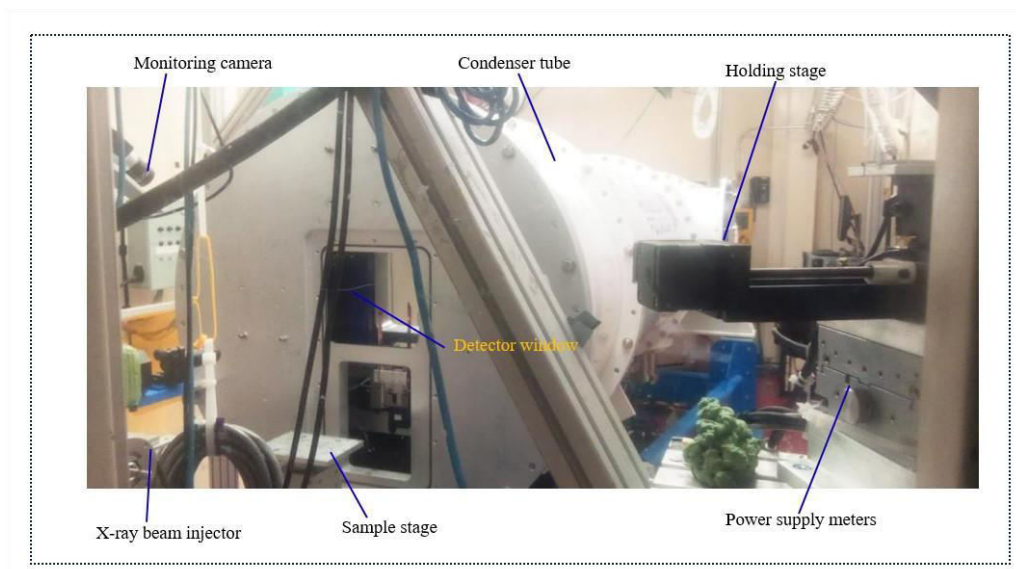 Monitoring camera
Condenser tube
Holding stage
Detector window
X-ray beam injector
Sample stage
Power supply meters